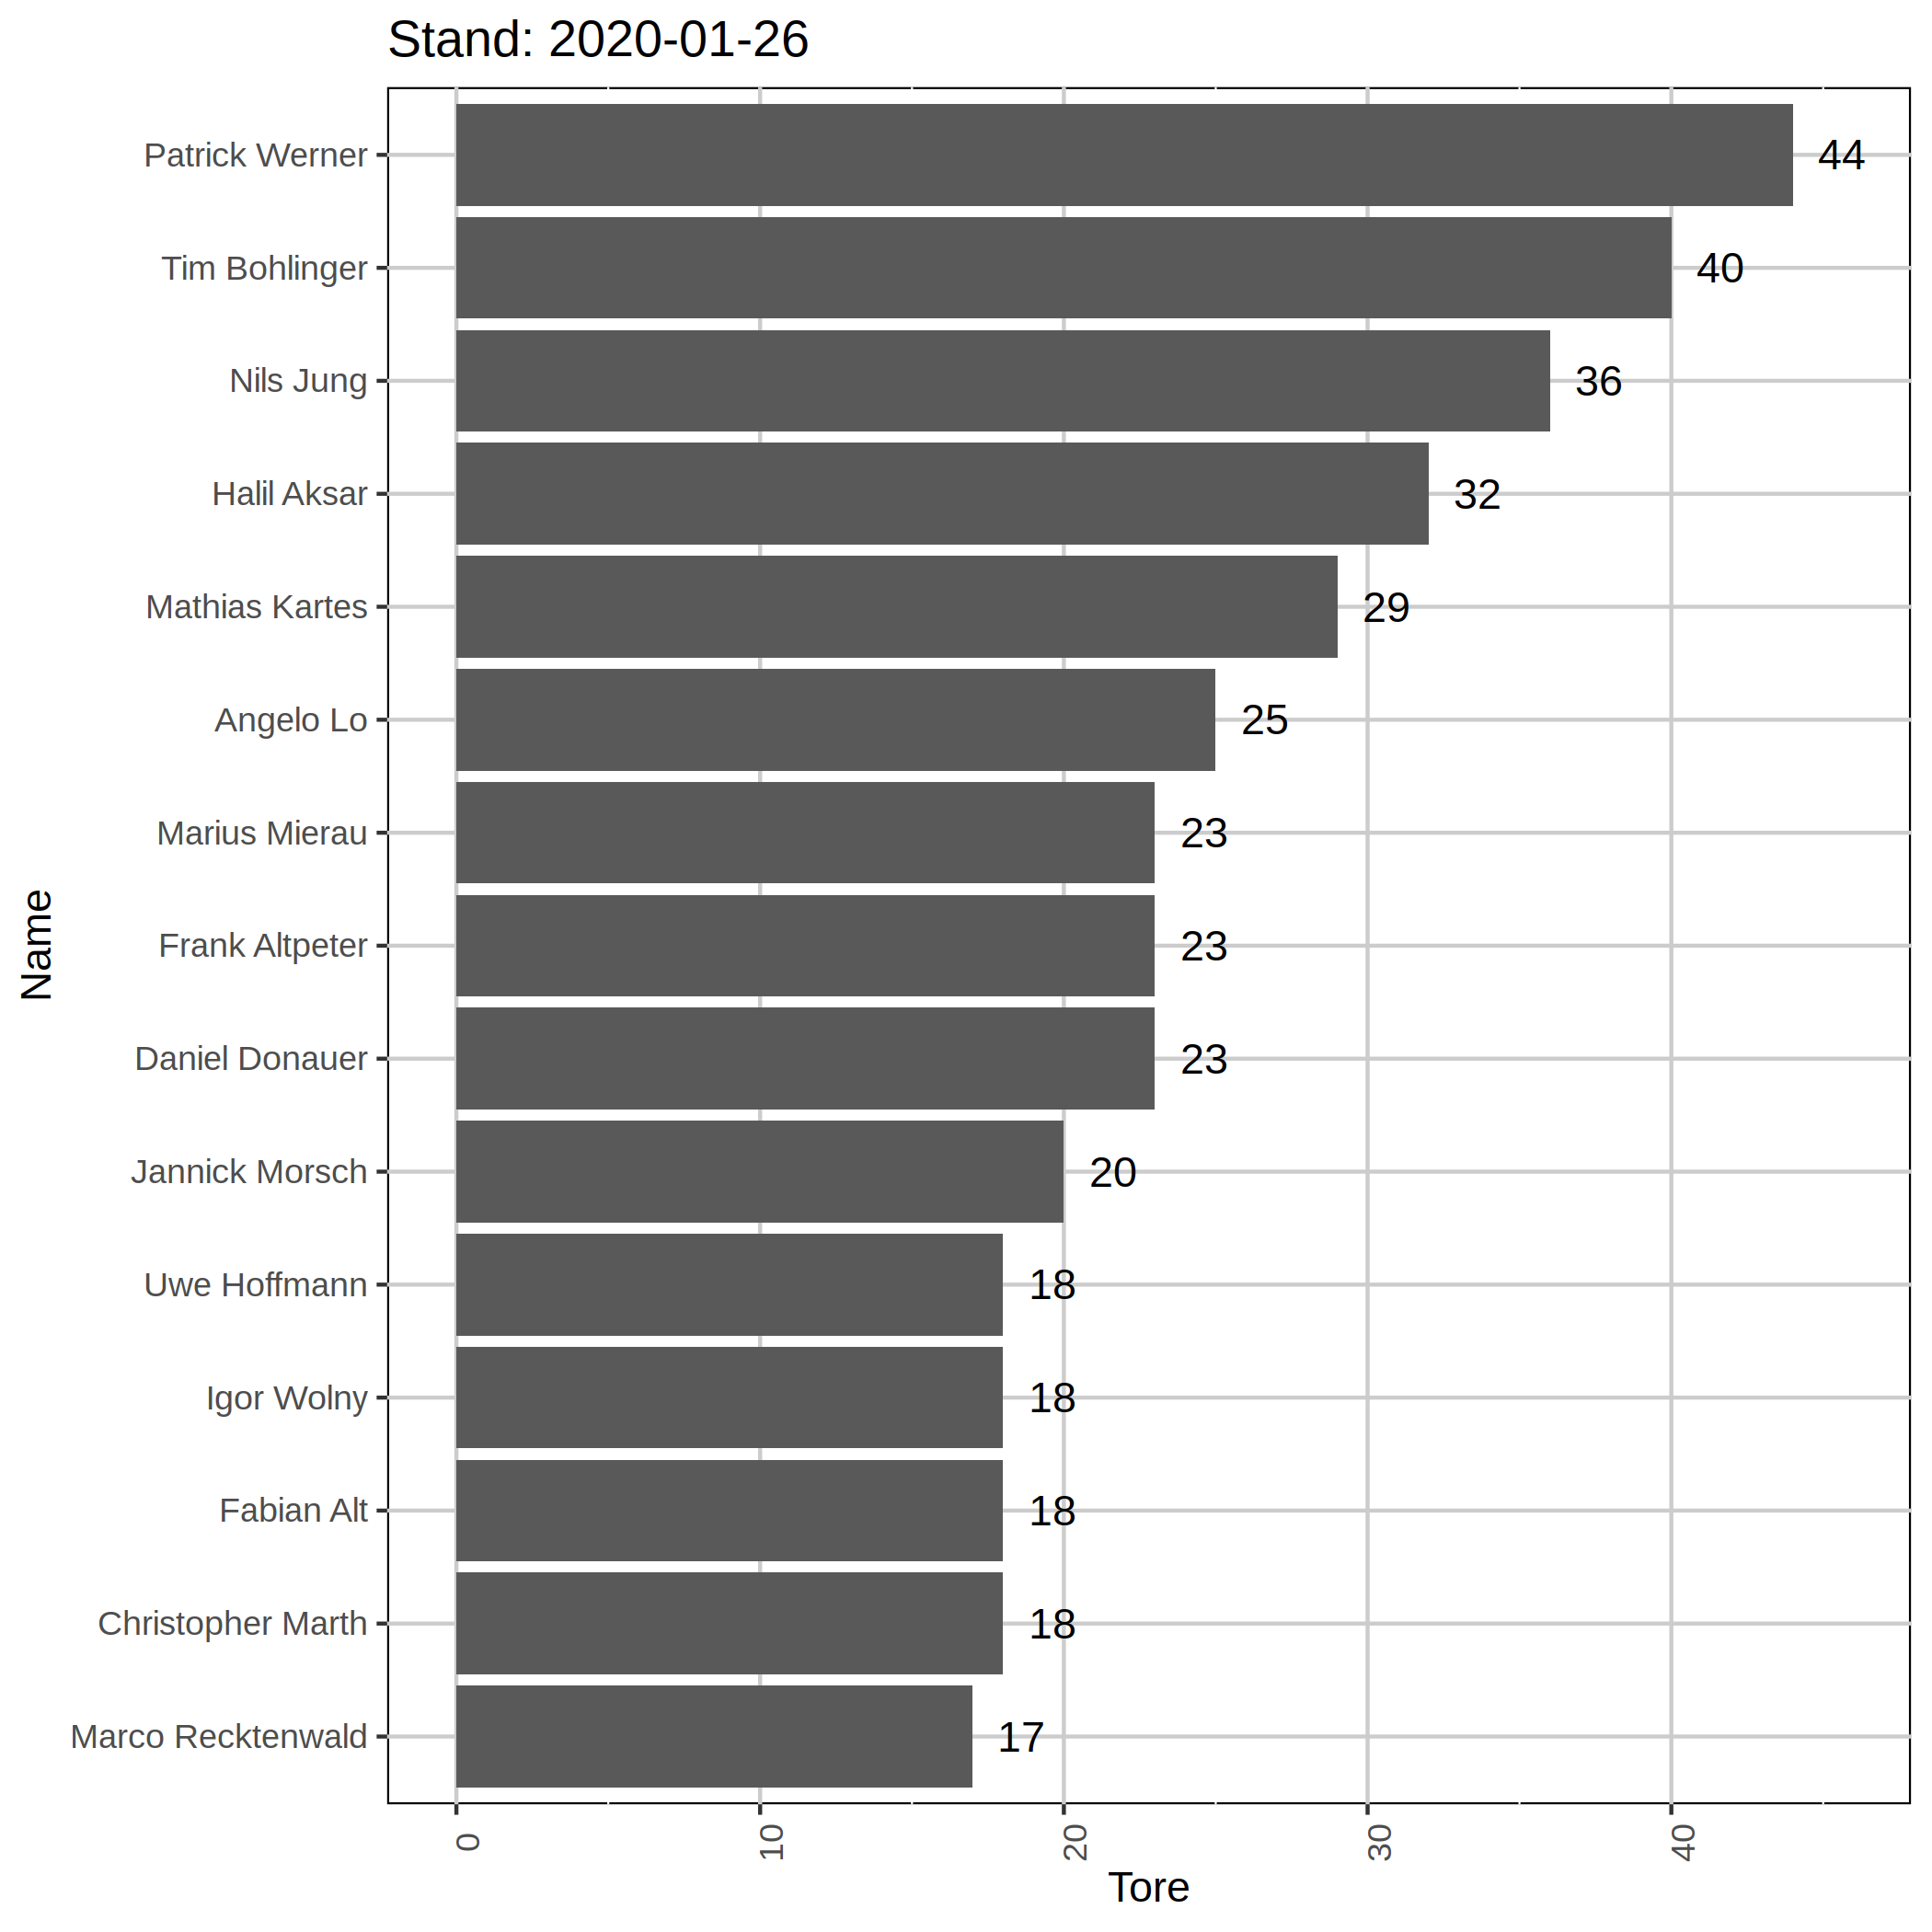 Stand: 2020-01-26
Patrick Werner 44
Tim Bohlinger 40
Nils Jung 36
Halil Aksar 32
Mathias Kartes 29
Angelo Lo 25
Marius Mierau 23
Frank Altpeter 23
Daniel Donauer 23
Jannick Morsch 20
Uwe Hoffmann 18
Igor Wolny 18
Fabian Alt 18
Christopher Marth 18
Marco Recktenwald 17
Name
0 10 20 30 40
Tore